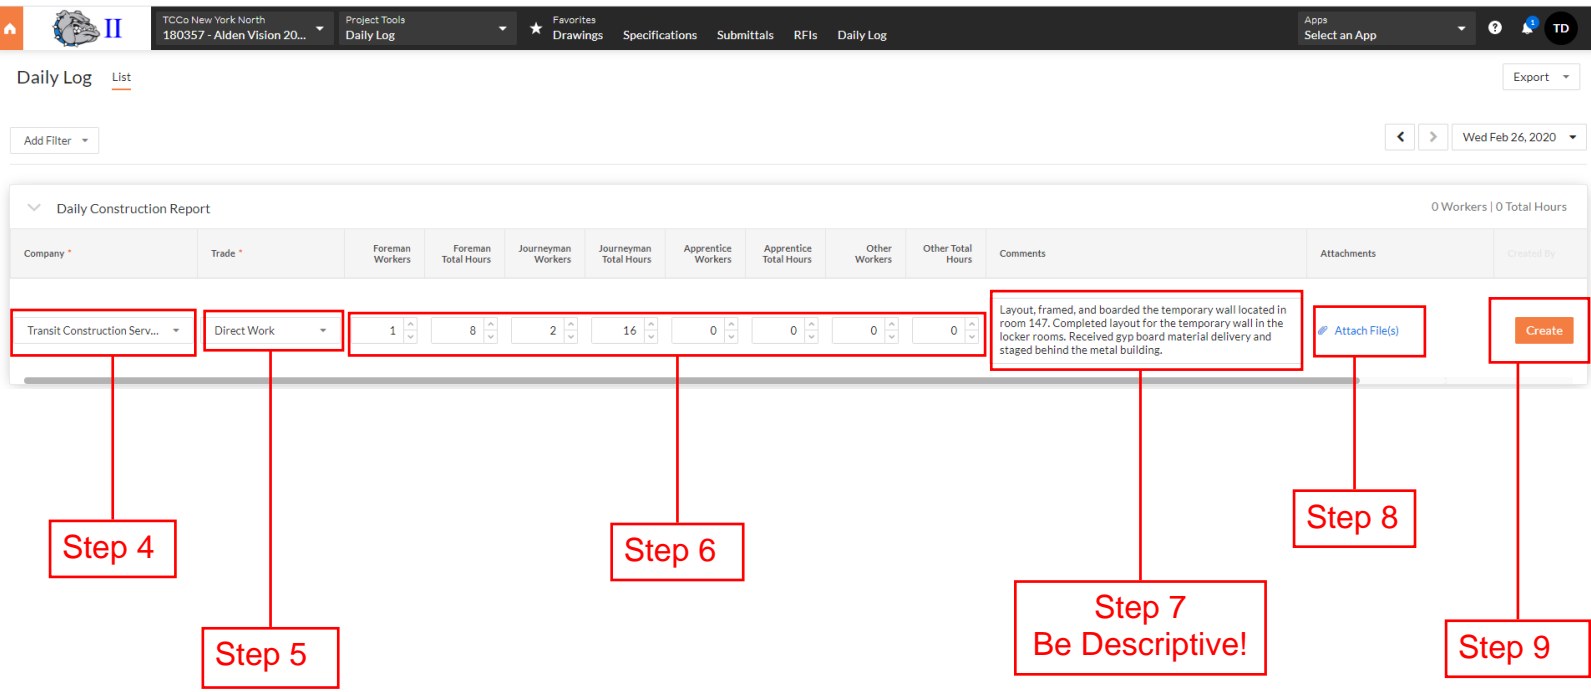 II
TCCo New York North
180357 - Alden Vision 20...
Project Tools
Daily Log
Favorites
Drawings Specifications Submittals RFIs Daily Log
Apps
Select an App
?
1
TD
Daily Log List
Export
Add Filter
Wed Feb 26, 2020
Daily Construction Report
0 Workers | 0 Total Hours
Company *
Trade *
Foreman
Workers
Foreman
Total Hours
Journeyman
Workers
Journeyman
Total Hours
Apprentice
Workers
Apprentice
Total Hours
Other
Workers
Other Total
Hours
Comments
Attachments
Created By
Transit Construction Serv...
Direct Work
1
8
2
16
0
0
0
0
Layout, framed, and boarded the temporary wall located in
room 147. Completed layout for the temporary wall in the
locker rooms. Received gyp board material delivery and
staged behind the metal building.
Attach File(s)
Create
Step 4
Step 5
Step 6
Step 7
Be Descriptive!
Step 8
Step 9